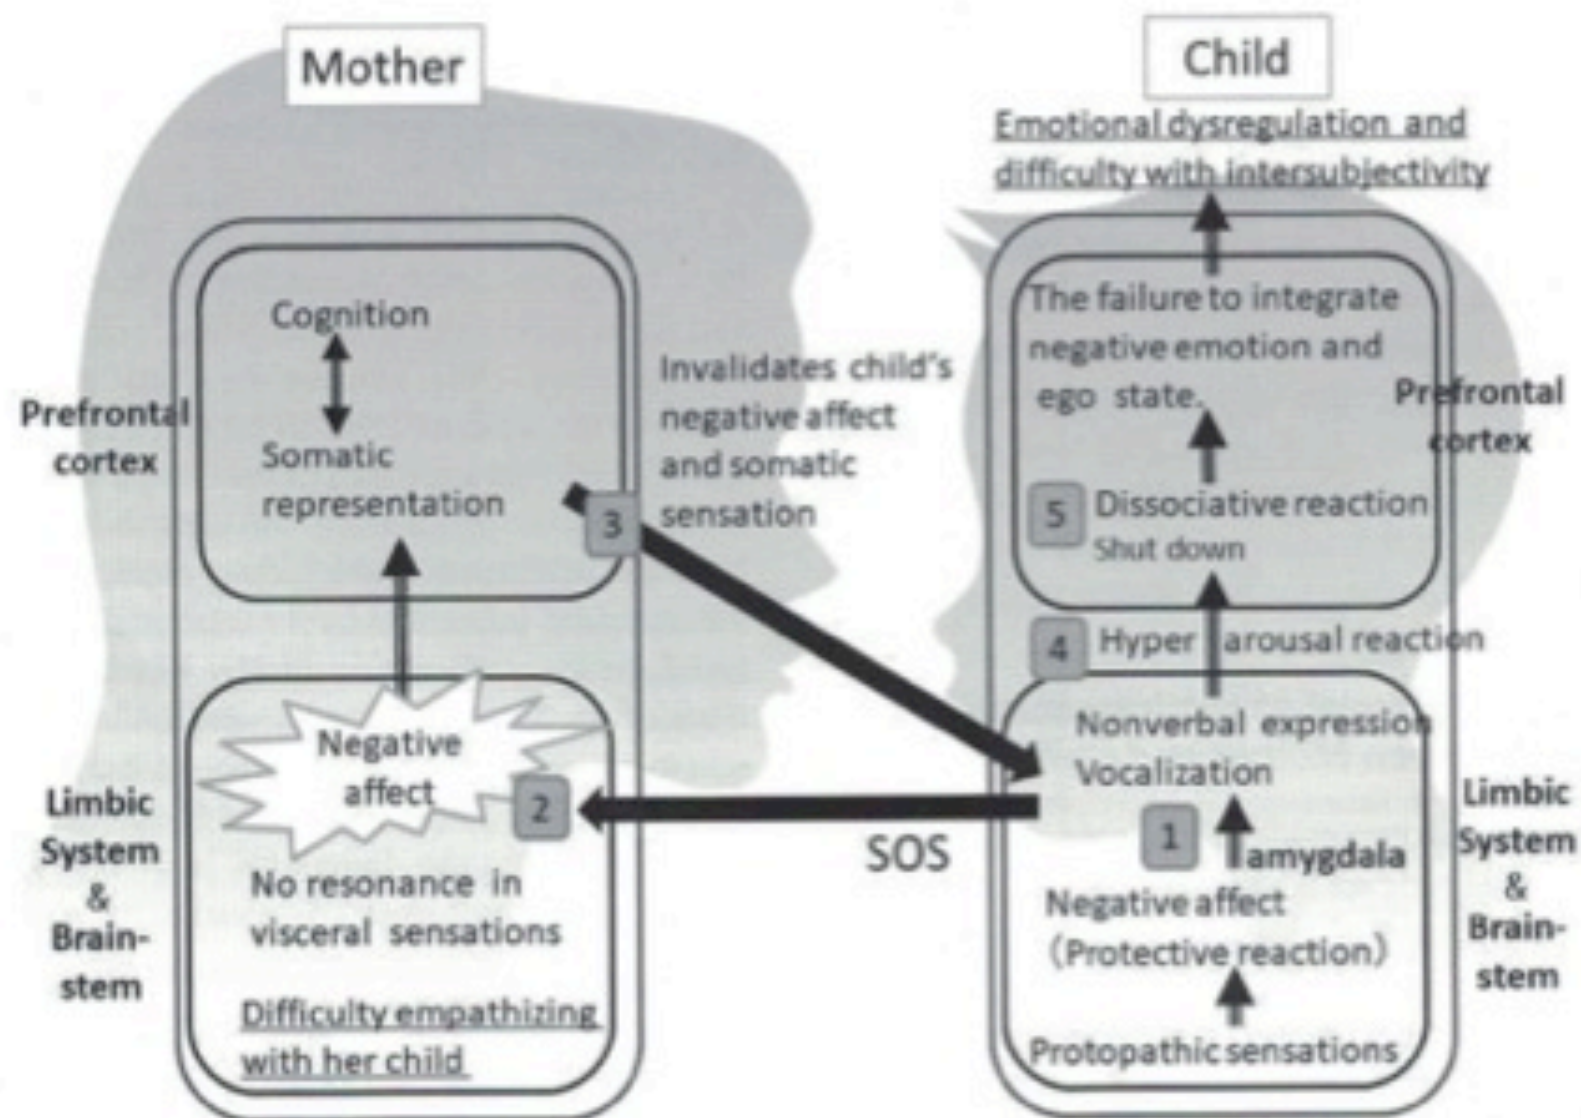 Mother
Cognition
Somatic
representation
Prefrontal
cortex
3
Invalidates child's
negative affect
and somatic
sensation
Negative
affect
2
No resonance in
visceral sensations
Difficulty empathizing
with her child
Limbic
System
&
Brain-
stem
SOS
Child
Emotional dysregulation and
difficulty with intersubjectivity
The failure to integrate
negative emotion and
ego state.
Prefrontal
cortex
5 Dissociative reaction
Shut down
4 Hyper arousal reaction
Nonverbal expression
Vocalization
1
amygdala
Negative affect
(Protective reaction)
Protopathic sensations
Limbic
System
&
Brain-
stem